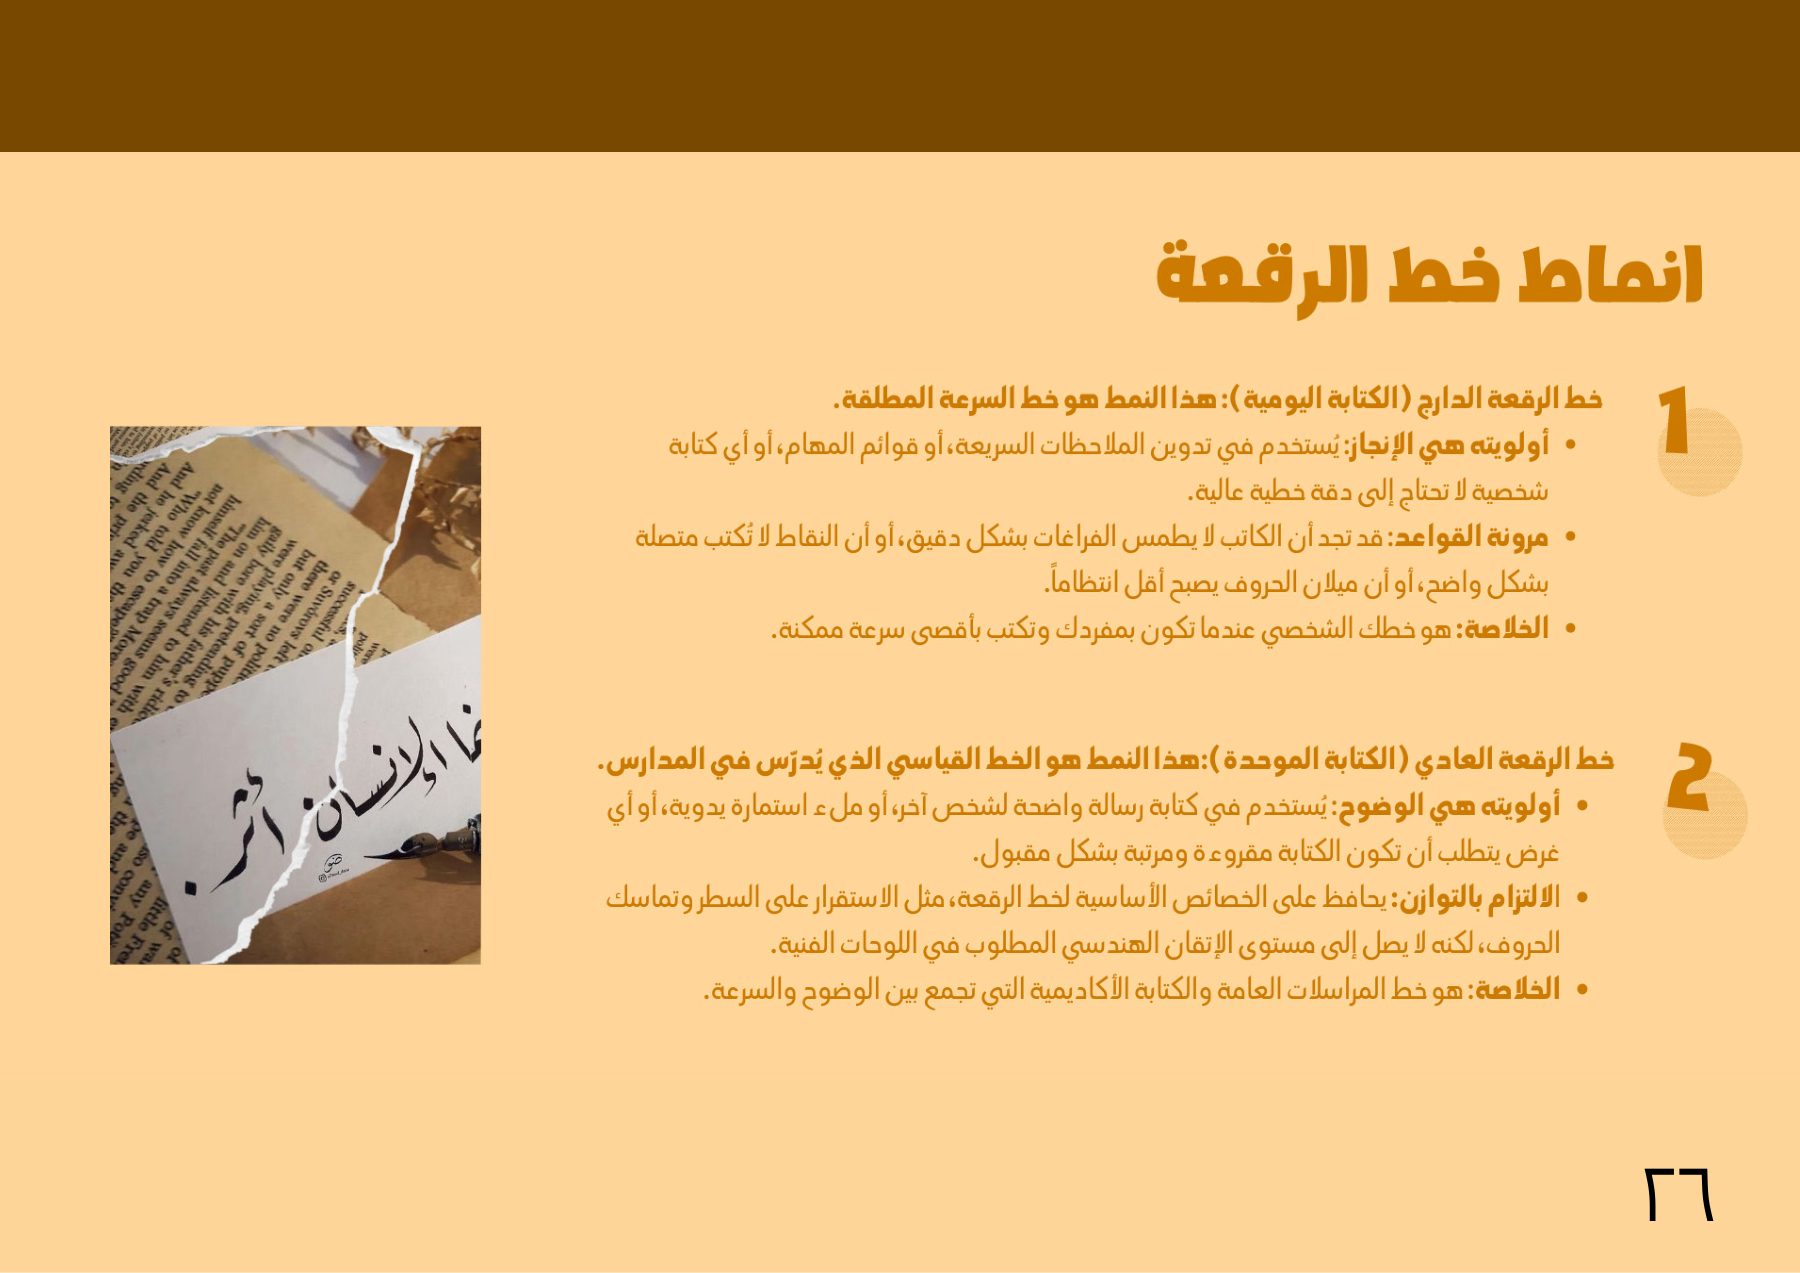 انماط خط الرقعة
1
خط الرقعة الدارج (الكتابة اليومية): هذا النمط هو خط السرعة المطلقة.
• أولويته هي الإنجاز: يُستخدم في تدوين الملاحظات السريعة، أو قوائم المهام، أو أي كتابة
شخصية لا تحتاج إلى دقة خطية عالية.
• مرونة القواعد: قد تجد أن الكاتب لا يطمس الفراغات بشكل دقيق، أو أن النقاط لا تُكتب متصلة
بشكل واضح، أو أن ميلان الحروف يصبح أقل انتظاماً.
• الخلاصة: هو خطك الشخصي عندما تكون بمفردك وتكتب بأقصى سرعة ممكنة.
2
خط الرقعة العادي (الكتابة الموحدة):هذا النمط هو الخط القياسي الذي يُدرّس في المدارس.
• أولويته هي الوضوح: يُستخدم في كتابة رسالة واضحة لشخص آخر، أو ملء استمارة يدوية، أو أي
غرض يتطلب أن تكون الكتابة مقروءة ومرتبة بشكل مقبول.
• الالتزام بالتوازن: يحافظ على الخصائص الأساسية لخط الرقعة، مثل الاستقرار على السطر وتماسك
الحروف، لكنه لا يصل إلى مستوى الإتقان الهندسي المطلوب في اللوحات الفنية.
• الخلاصة: هو خط المراسلات العامة والكتابة الأكاديمية التي تجمع بين الوضوح والسرعة.
الإنسان أثر
٢٦